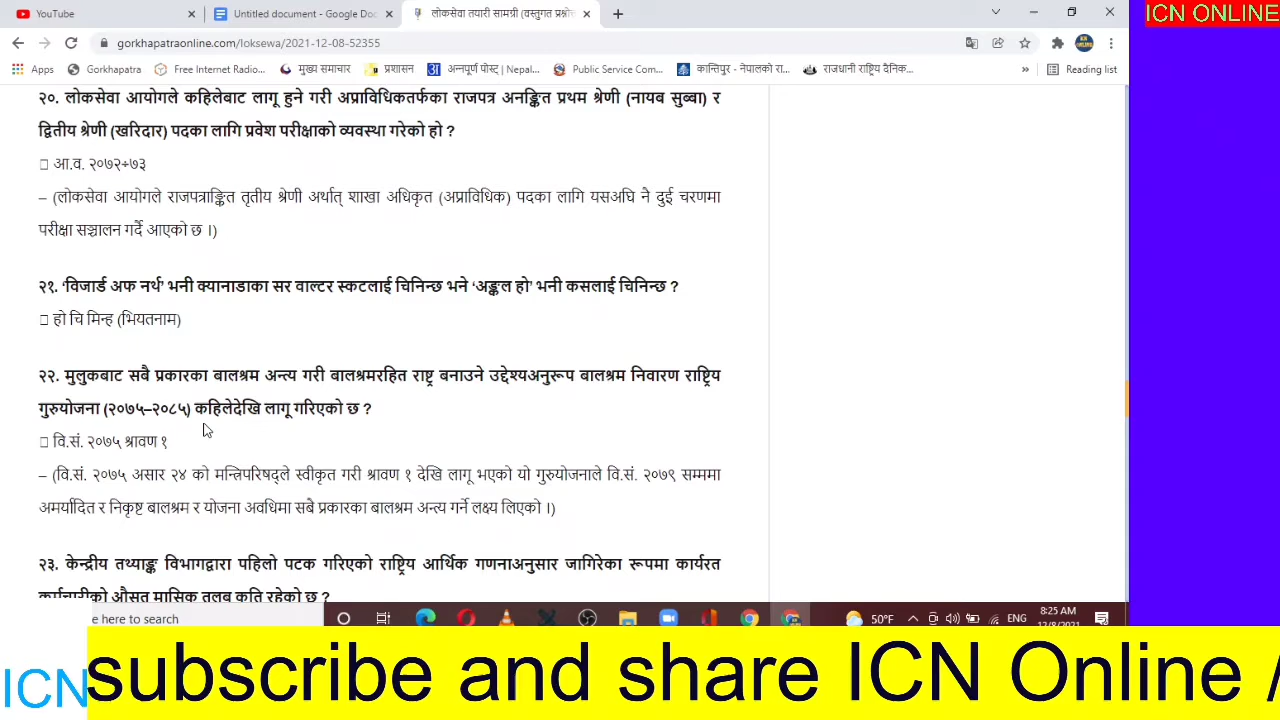 ICN ONLINE
YouTube
Untitled document - Google Doc
लोकसेवा तयारी सामग्री (वस्तुगत प्रश्नोत्त
gorkhapatraonline.com/loksewa/2021-12-08-52355
Apps Gorkhapatra Free Internet Radio... मुख्य समाचार प्रशासन अन्नपूर्ण पोस्ट् | Nepal... Public Service Com... कान्तिपुर - नेपालको रा... राजधानी राष्ट्रिय दैनिक... » Reading list
२०. लोकसेवा आयोगले कहिलेबाट लागू हुने गरी अप्राविधिकतर्फका राजपत्र अनङ्कित प्रथम श्रेणी (नायब सुब्बा) र
द्वितीय श्रेणी (खरिदार) पदका लागि प्रवेश परीक्षाको व्यवस्था गरेको हो ?
आ.व. २०७२÷७३
– (लोकसेवा आयोगले राजपत्राङ्कित तृतीय श्रेणी अर्थात् शाखा अधिकृत (अप्राविधिक) पदका लागि यसअघि नै दुई चरणमा
परीक्षा सञ्चालन गर्दै आएको छ ।)
२१. ‘विजार्ड अफ नर्थ’ भनी क्यानाडाका सर वाल्टर स्कटलाई चिनिन्छ भने ‘अङ्कल हो’ भनी कसलाई चिनिन्छ ?
हो चि मिन्ह (भियतनाम)
२२. मुलुकबाट सबै प्रकारका बालश्रम अन्त्य गरी बालश्रमरहित राष्ट्र बनाउने उद्देश्यअनुरूप बालश्रम निवारण राष्ट्रिय
गुरुयोजना (२०७५–२०८५) कहिलेदेखि लागू गरिएको छ ?
वि.सं. २०७५ श्रावण १
– (वि.सं. २०७५ असार २४ को मन्त्रिपरिषद्ले स्वीकृत गरी श्रावण १ देखि लागू भएको यो गुरुयोजनाले वि.सं. २०७९ सम्ममा
अमर्यादित र निकृष्ट बालश्रम र योजना अवधिमा सबै प्रकारका बालश्रम अन्त्य गर्ने लक्ष्य लिएको ।)
२३. केन्द्रीय तथ्याङ्क विभागद्वारा पहिलो पटक गरिएको राष्ट्रिय आर्थिक गणनाअनुसार जागिरेका रूपमा कार्यरत
कर्मचारीको औसत मासिक तलब कति रहेको छ ?
e here to search
50°F
ENG
8:25 AM
12/8/2021
ICN
subscribe and share ICN Online /